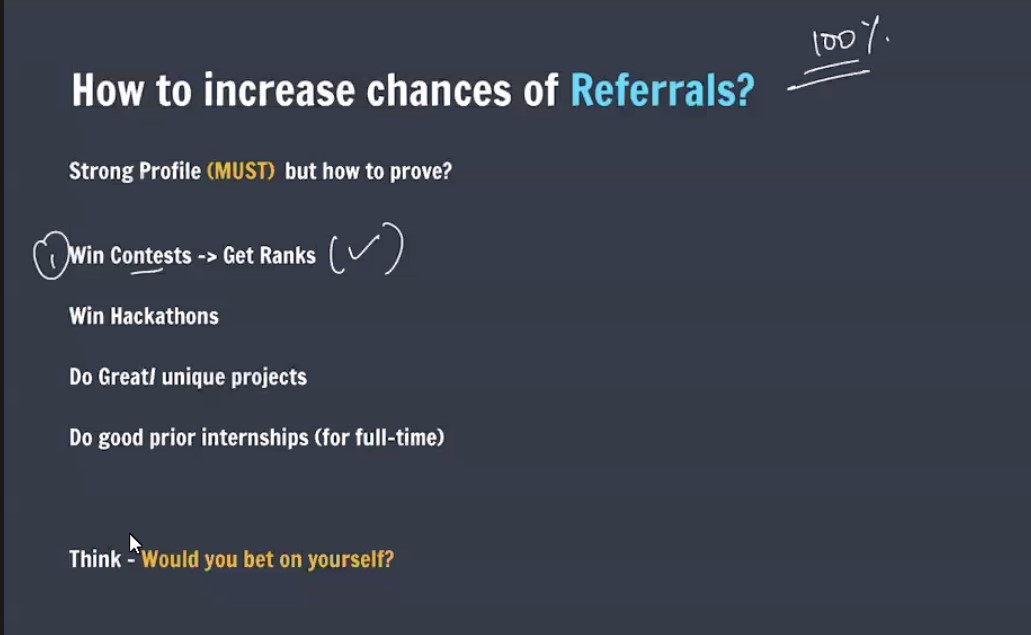 100%.
How to increase chances of Referrals?
Strong Profile (MUST) but how to prove?
1 Win Contests -> Get Ranks (✓)
Win Hackathons
Do Great/ unique projects
Do good prior internships (for full-time)
Think - Would you bet on yourself?